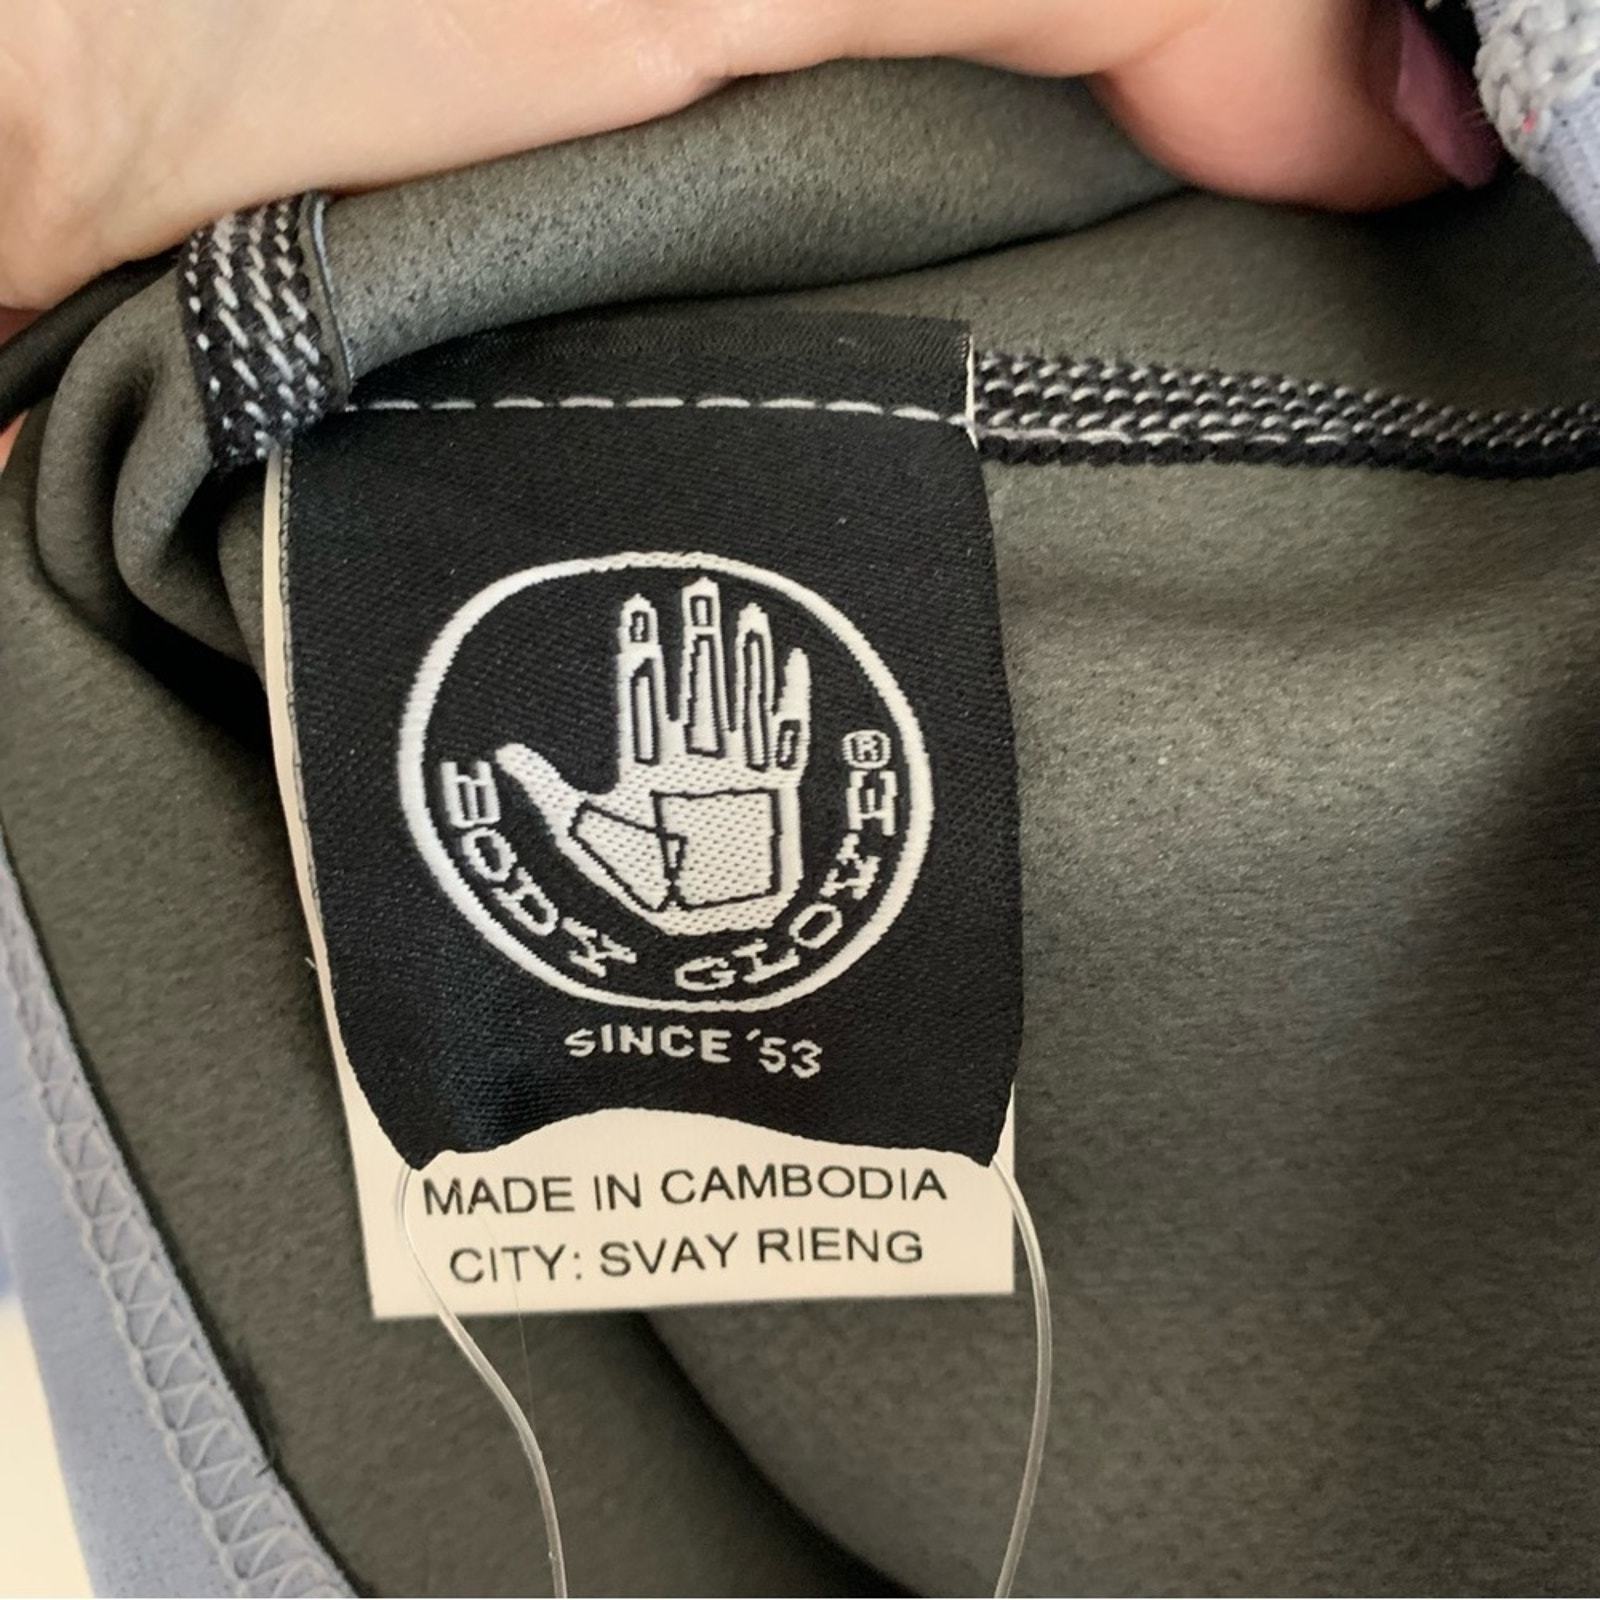 BODY GLOVE®
SINCE '53
MADE IN CAMBODIA
CITY: SVAY RIENG